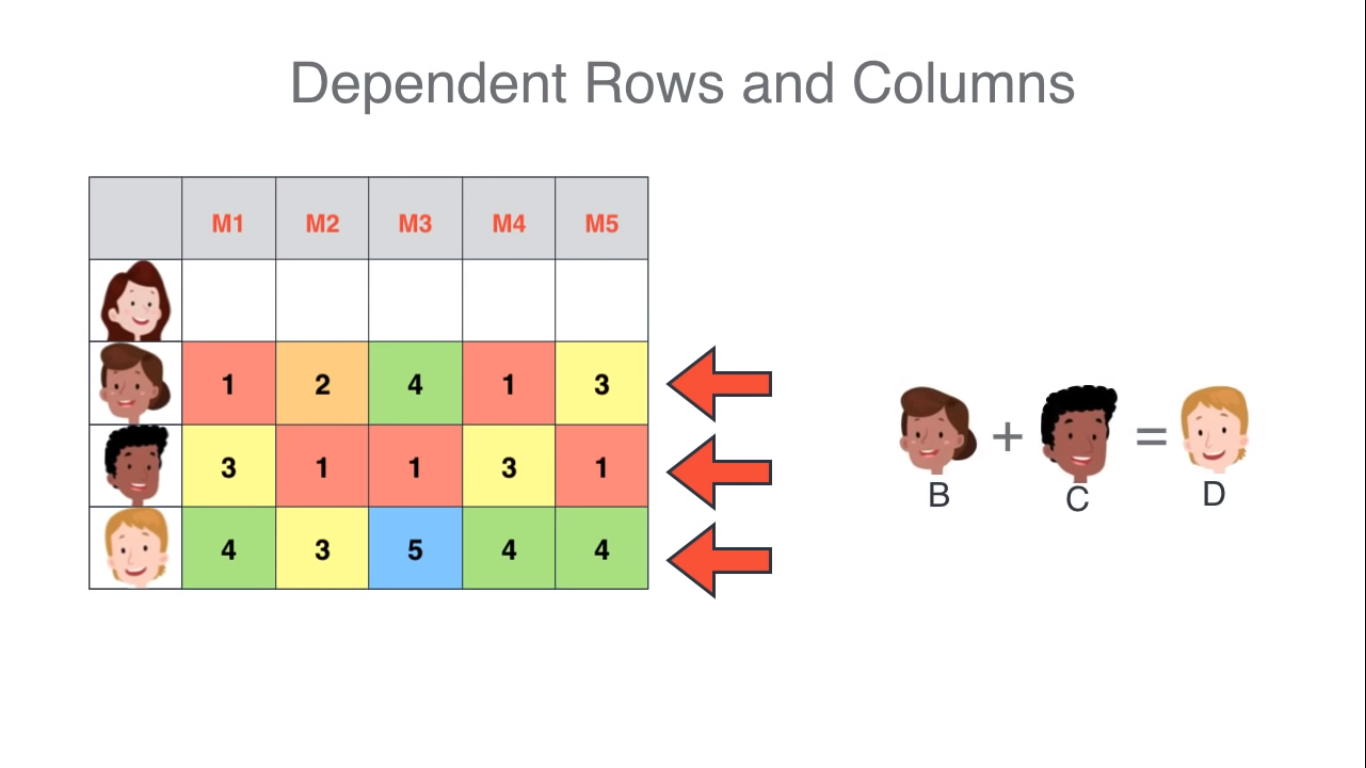 Dependent Rows and Columns
M1 M2 M3 M4 M5
1 2 4 1 3
3 1 1 3 1
4 3 5 4 4
+ =
B C D